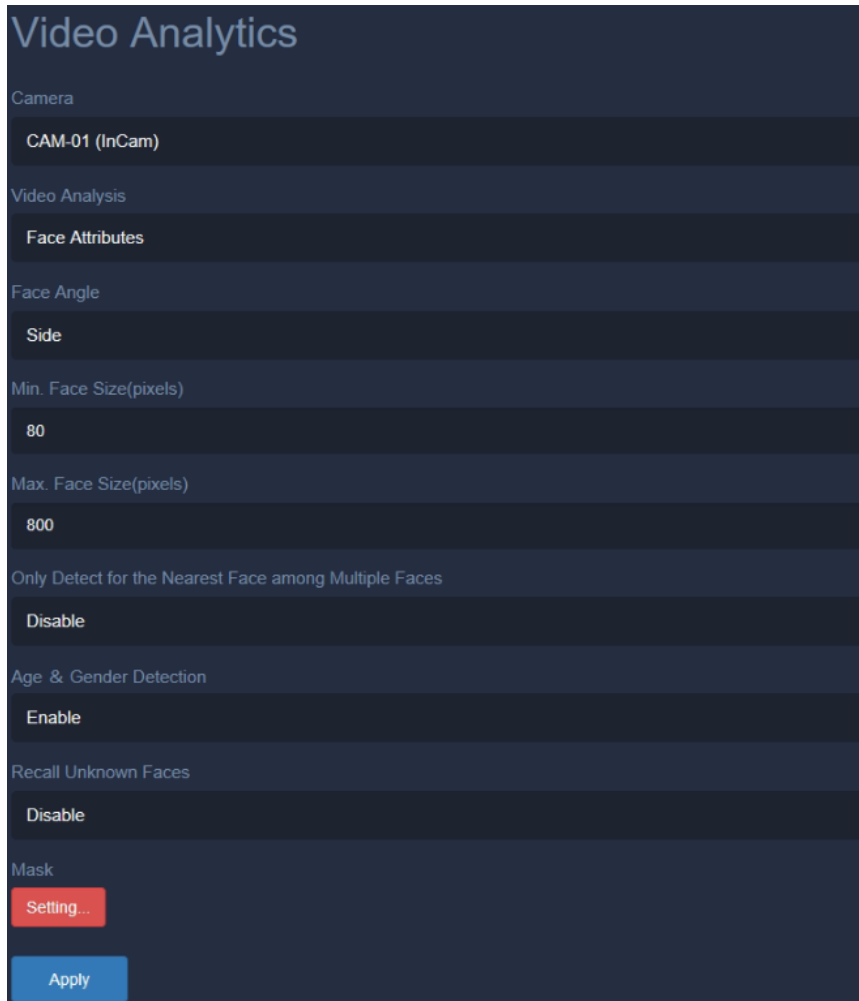 Video Analytics
Camera
CAM-01 (InCam)
Video Analysis
Face Attributes
Face Angle
Side
Min. Face Size(pixels)
80
Max. Face Size(pixels)
800
Only Detect for the Nearest Face among Multiple Faces
Disable
Age & Gender Detection
Enable
Recall Unknown Faces
Disable
Mask
Setting...
Apply